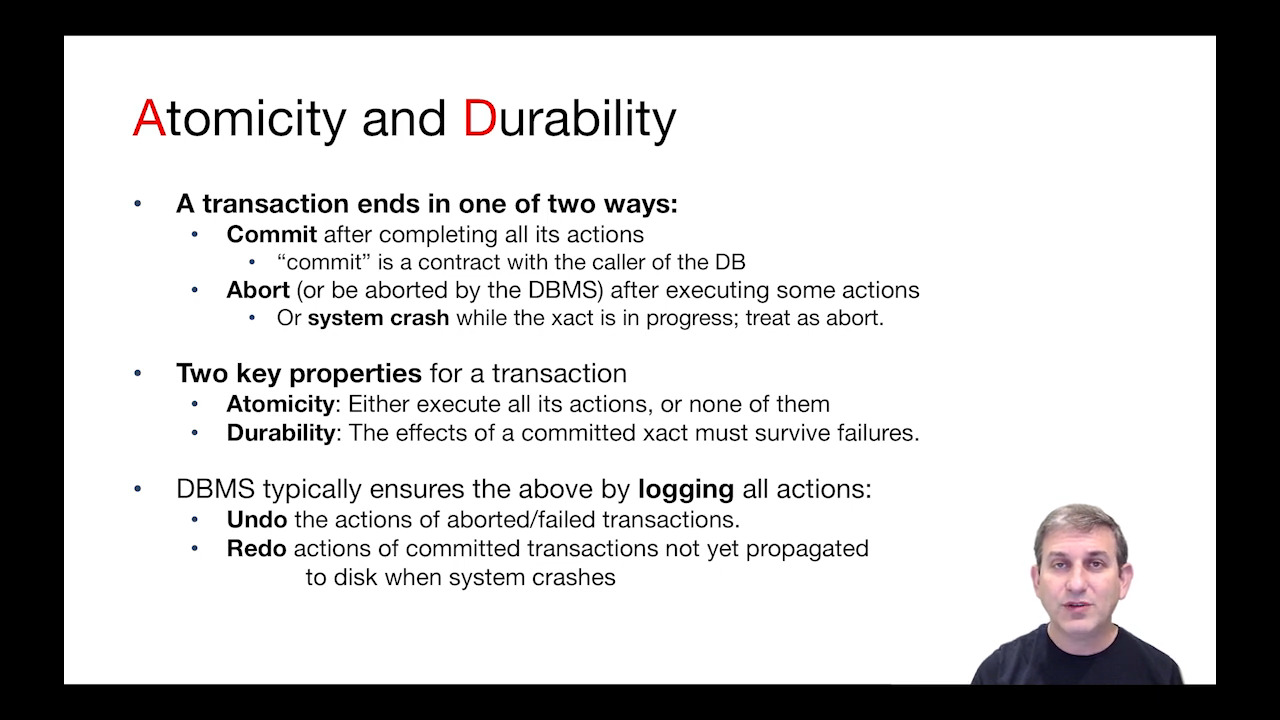 Atomicity and Durability
• A transaction ends in one of two ways:
• Commit after completing all its actions
• “commit” is a contract with the caller of the DB
• Abort (or be aborted by the DBMS) after executing some actions
• Or system crash while the xact is in progress; treat as abort.
• Two key properties for a transaction
• Atomicity: Either execute all its actions, or none of them
• Durability: The effects of a committed xact must survive failures.
• DBMS typically ensures the above by logging all actions:
• Undo the actions of aborted/failed transactions.
• Redo actions of committed transactions not yet propagated
to disk when system crashes